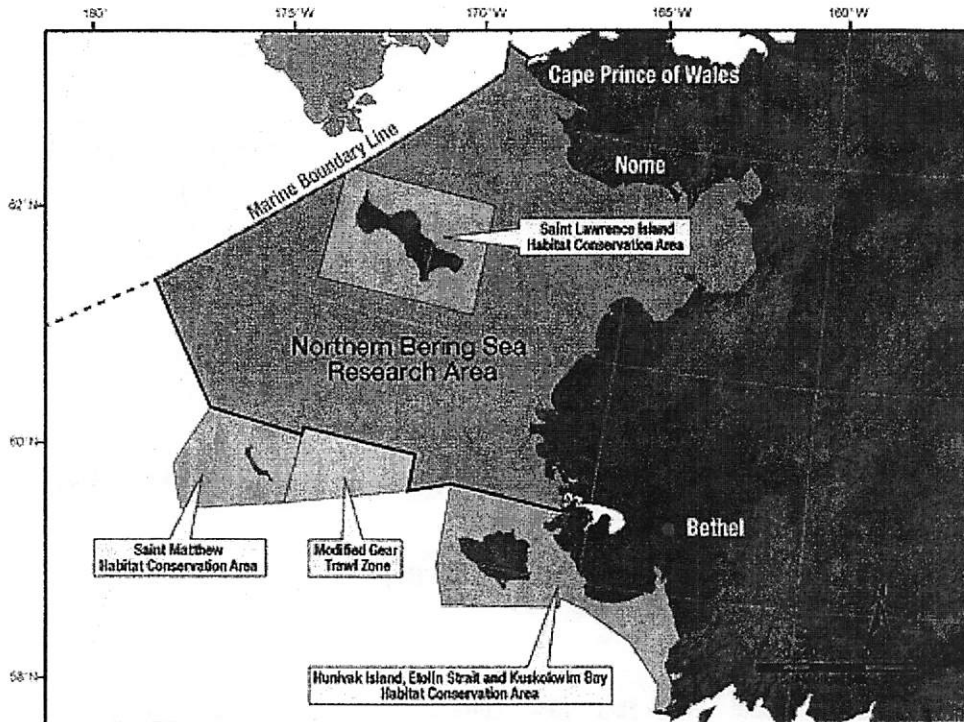 180° 175°W 170°W 165°W 160°W
Cape Prince of Wales
Marine Boundary Line
Nome
62°N
Saint Lawrence Island
Habitat Conservation Area
Northern Bering Sea
Research Area
60°N
Bethel
Saint Matthew
Habitat Conservation Area
Modified Gear
Trawl Zone
Nunivak Island, Etolin Strait and Kuskokwim Bay
Habitat Conservation Area
58°N